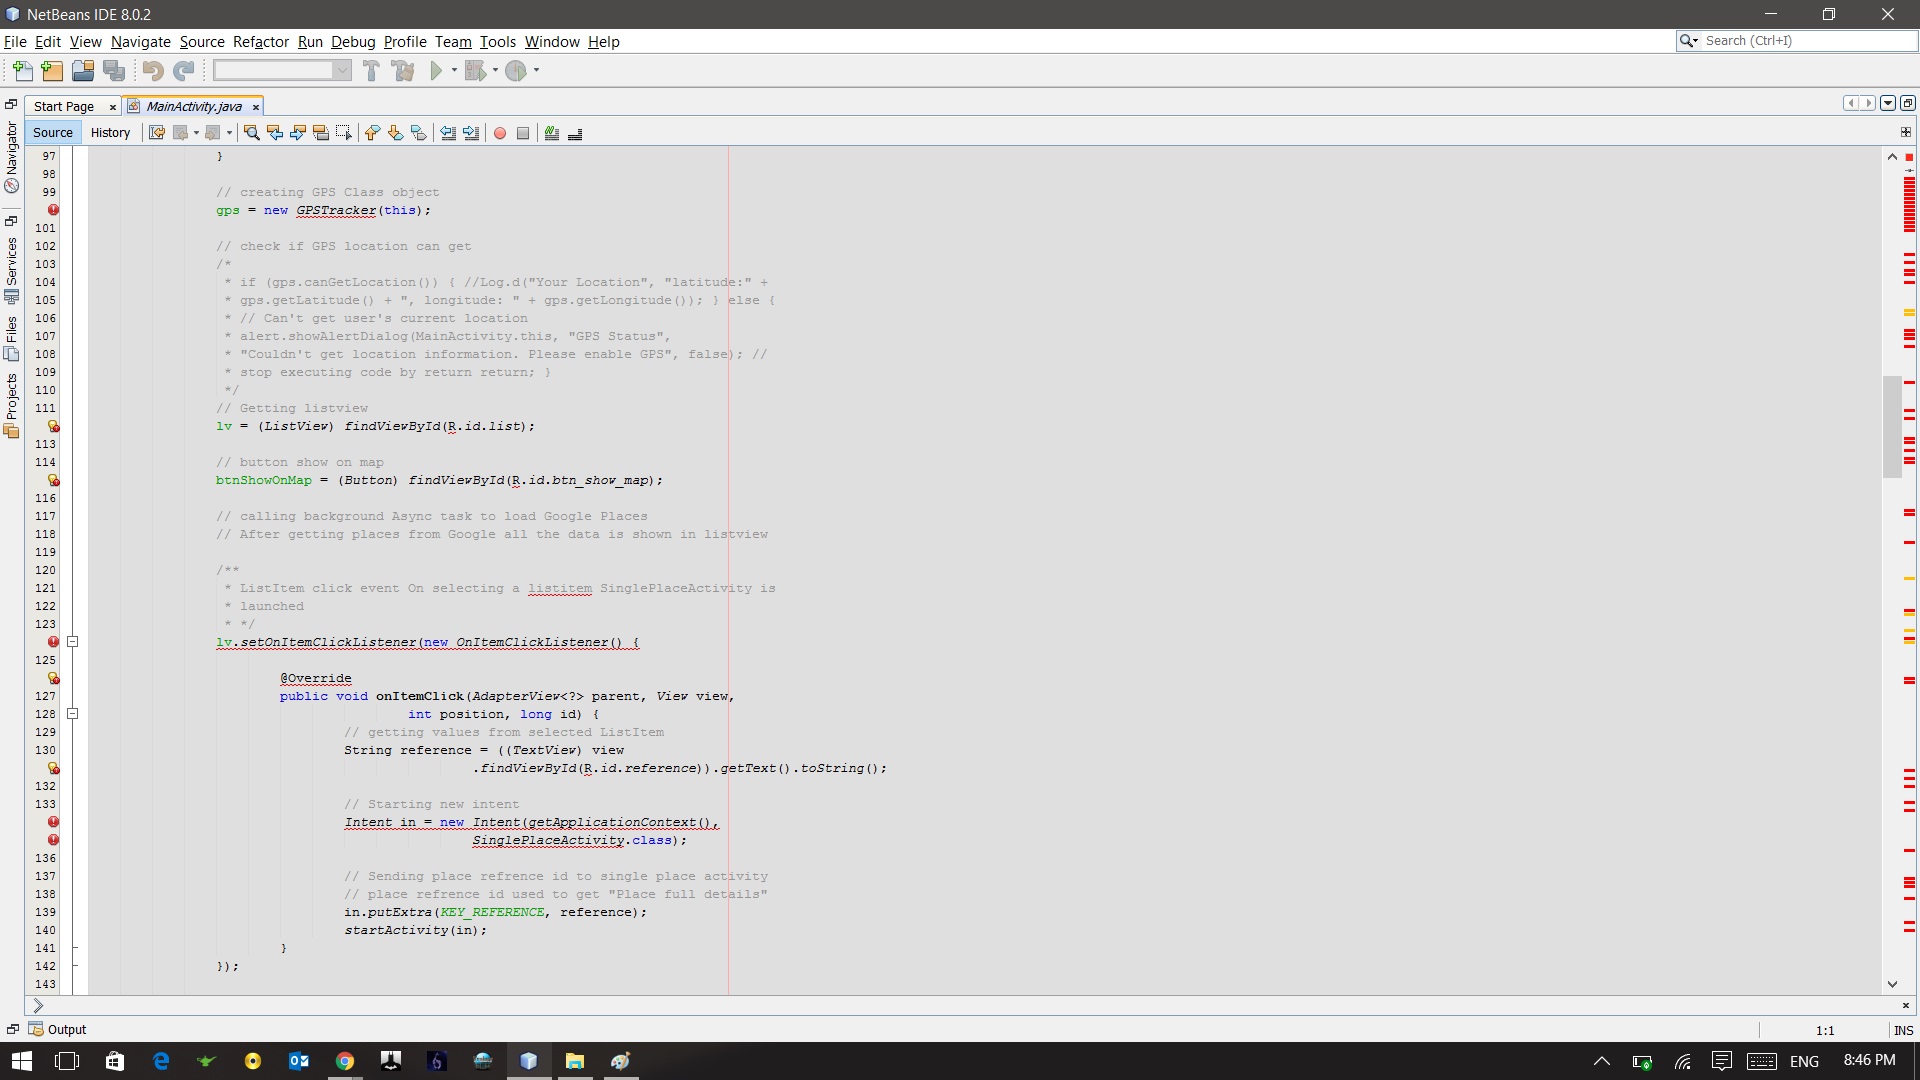 NetBeans IDE 8.0.2
File Edit View Navigate Source Refactor Run Debug Profile Team Tools Window Help
Search (Ctrl+I)
Start Page MainActivity.java
Source History
Navigator
Services
Files
Projects
97 }
98
99 // creating GPS Class object
gps = new GPSTracker(this);
101
102 // check if GPS location can get
103 /*
104 * if (gps.canGetLocation()) { //Log.d("Your Location", "latitude:" +
105 * gps.getLatitude() + ", longitude: " + gps.getLongitude()); } else {
106 * // Can't get user's current location
107 * alert.showAlertDialog(MainActivity.this, "GPS Status",
108 * "Couldn't get location information. Please enable GPS", false); //
109 * stop executing code by return return; }
110 */
111 // Getting listview
lv = (ListView) findViewById(R.id.list);
113
114 // button show on map
btnShowOnMap = (Button) findViewById(R.id.btn_show_map);
116
117 // calling background Async task to load Google Places
118 // After getting places from Google all the data is shown in listview
119
120 /**
121 * ListItem click event On selecting a listitem SinglePlaceActivity is
122 * launched
123 * */
lv.setOnItemClickListener(new OnItemClickListener() {
125
@Override
127 public void onItemClick(AdapterView<?> parent, View view,
128 int position, long id) {
129 // getting values from selected ListItem
130 String reference = ((TextView) view
.findViewById(R.id.reference)).getText().toString();
132
133 // Starting new intent
Intent in = new Intent(getApplicationContext(),
SinglePlaceActivity.class);
136
137 // Sending place refrence id to single place activity
138 // place refrence id used to get "Place full details"
139 in.putExtra(KEY_REFERENCE, reference);
140 startActivity(in);
141 }
142 });
143
Output
1:1 INS
ENG 8:46 PM